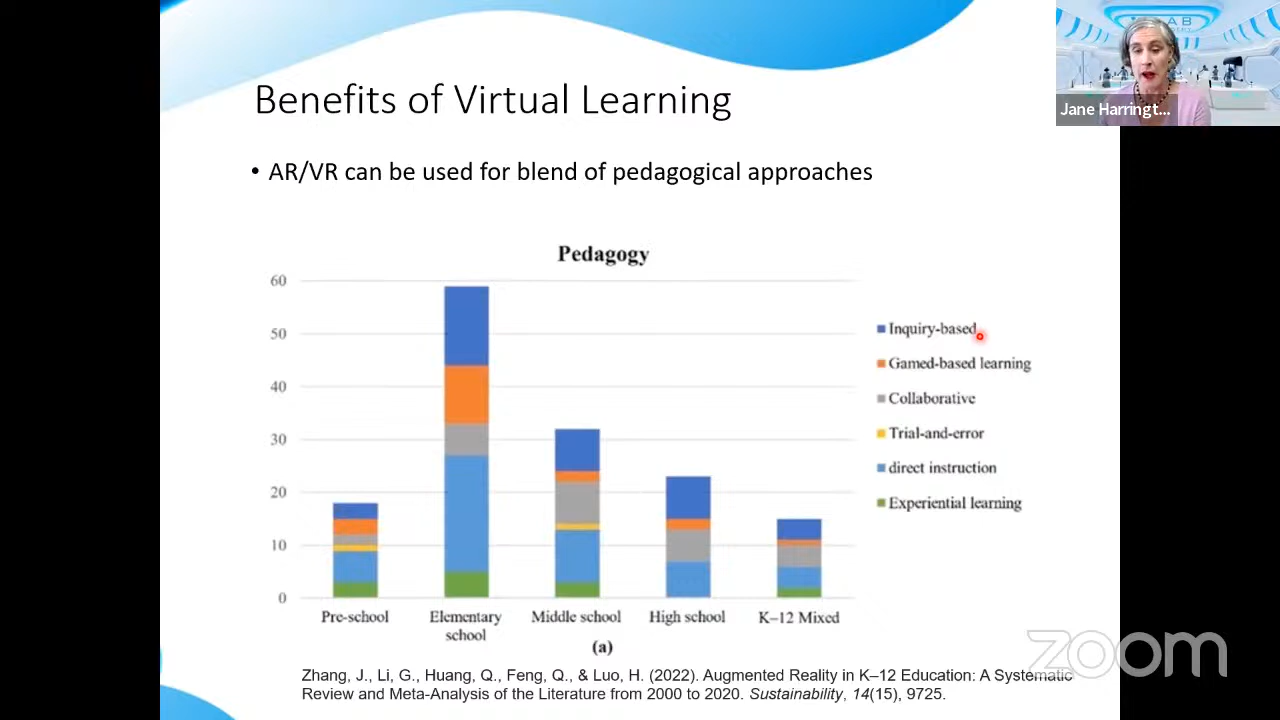 LAB
Jane Harringt...
Benefits of Virtual Learning
• AR/VR can be used for blend of pedagogical approaches
Pedagogy
60
50
40
30
20
10
0
Pre-school
Elementary
school
Middle school
High school
K–12 Mixed
(a)
Inquiry-based
Gamed-based learning
Collaborative
Trial-and-error
direct instruction
Experiential learning
Zhang, J., Li, G., Huang, Q., Feng, Q., & Luo, H. (2022). Augmented Reality in K–12 Education: A Systematic
Review and Meta-Analysis of the Literature from 2000 to 2020. Sustainability, 14(15), 9725.
zoom